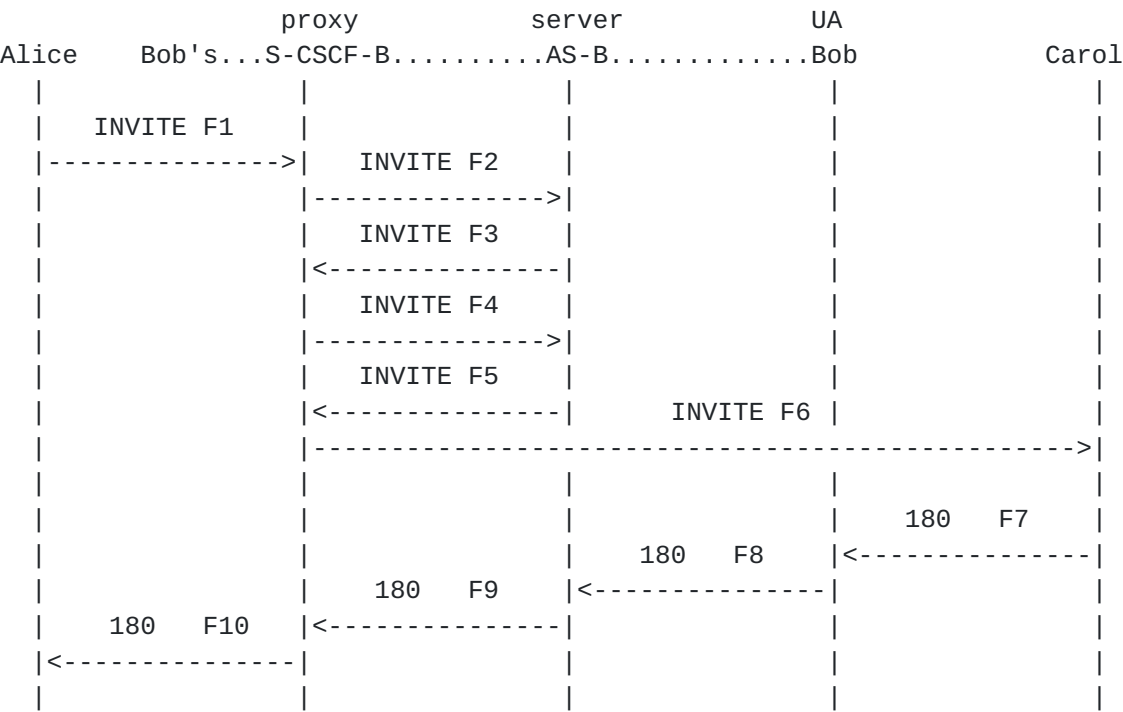 proxy           server            UA
Alice    Bob's...S-CSCF-B..........AS-B.............Bob            Carol
  |                |                |                |                |
  |   INVITE F1    |                |                |                |
  |--------------->|   INVITE F2    |                |                |
  |                |--------------->|                |                |
  |                |   INVITE F3    |                |                |
  |                |<---------------|                |                |
  |                |   INVITE F4    |                |                |
  |                |--------------->|                |                |
  |                |   INVITE F5    |                |                |
  |                |<---------------|      INVITE F6 |                |
  |                |------------------------------------------------->|
  |                |                |                |                |
  |                |                |                |    180   F7    |
  |                |                |    180   F8    |<---------------|
  |                |    180   F9    |<---------------|                |
  |    180   F10   |<---------------|                |                |
  |<---------------|                |                |                |
  |                |                |                |                |